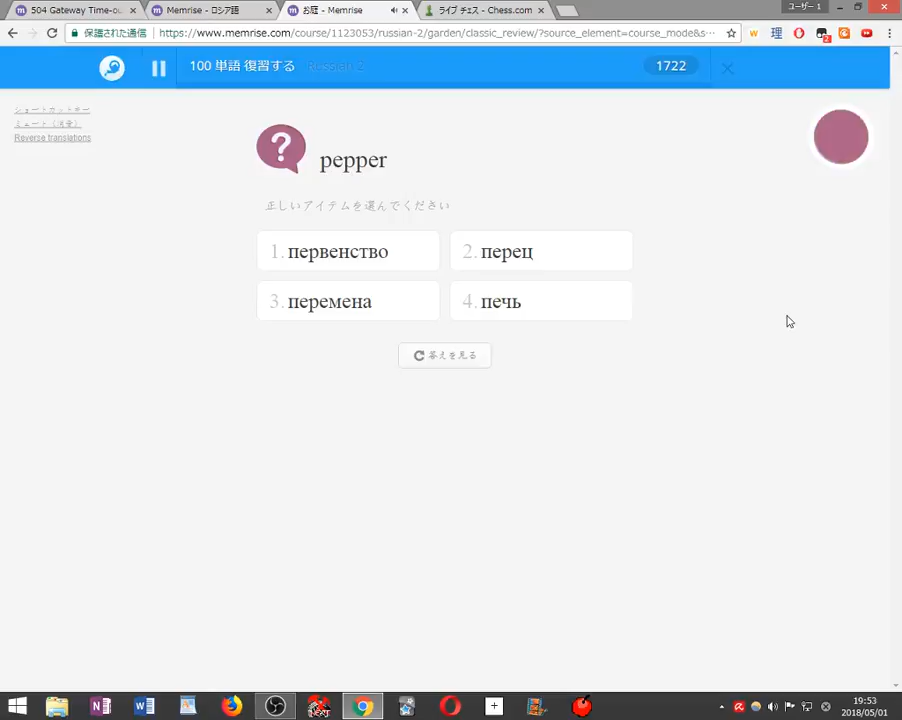 504 Gateway Time-ou
Memrise - ロシア語
お庭 - Memrise
ライブ チェス - Chess.com
ユーザー 1
保護された通信
https://www.memrise.com/course/1123053/russian-2/garden/classic_review/?source_element=course_mode&s...
100 単語 復習する
Russian 2
1722
ショートカットキー
ミュート（消音）
Reverse translations
?
pepper
正しいアイテムを選んでください
1. первенство
2. перец
3. перемена
4. печь
答えを見る
19:53
2018/05/01